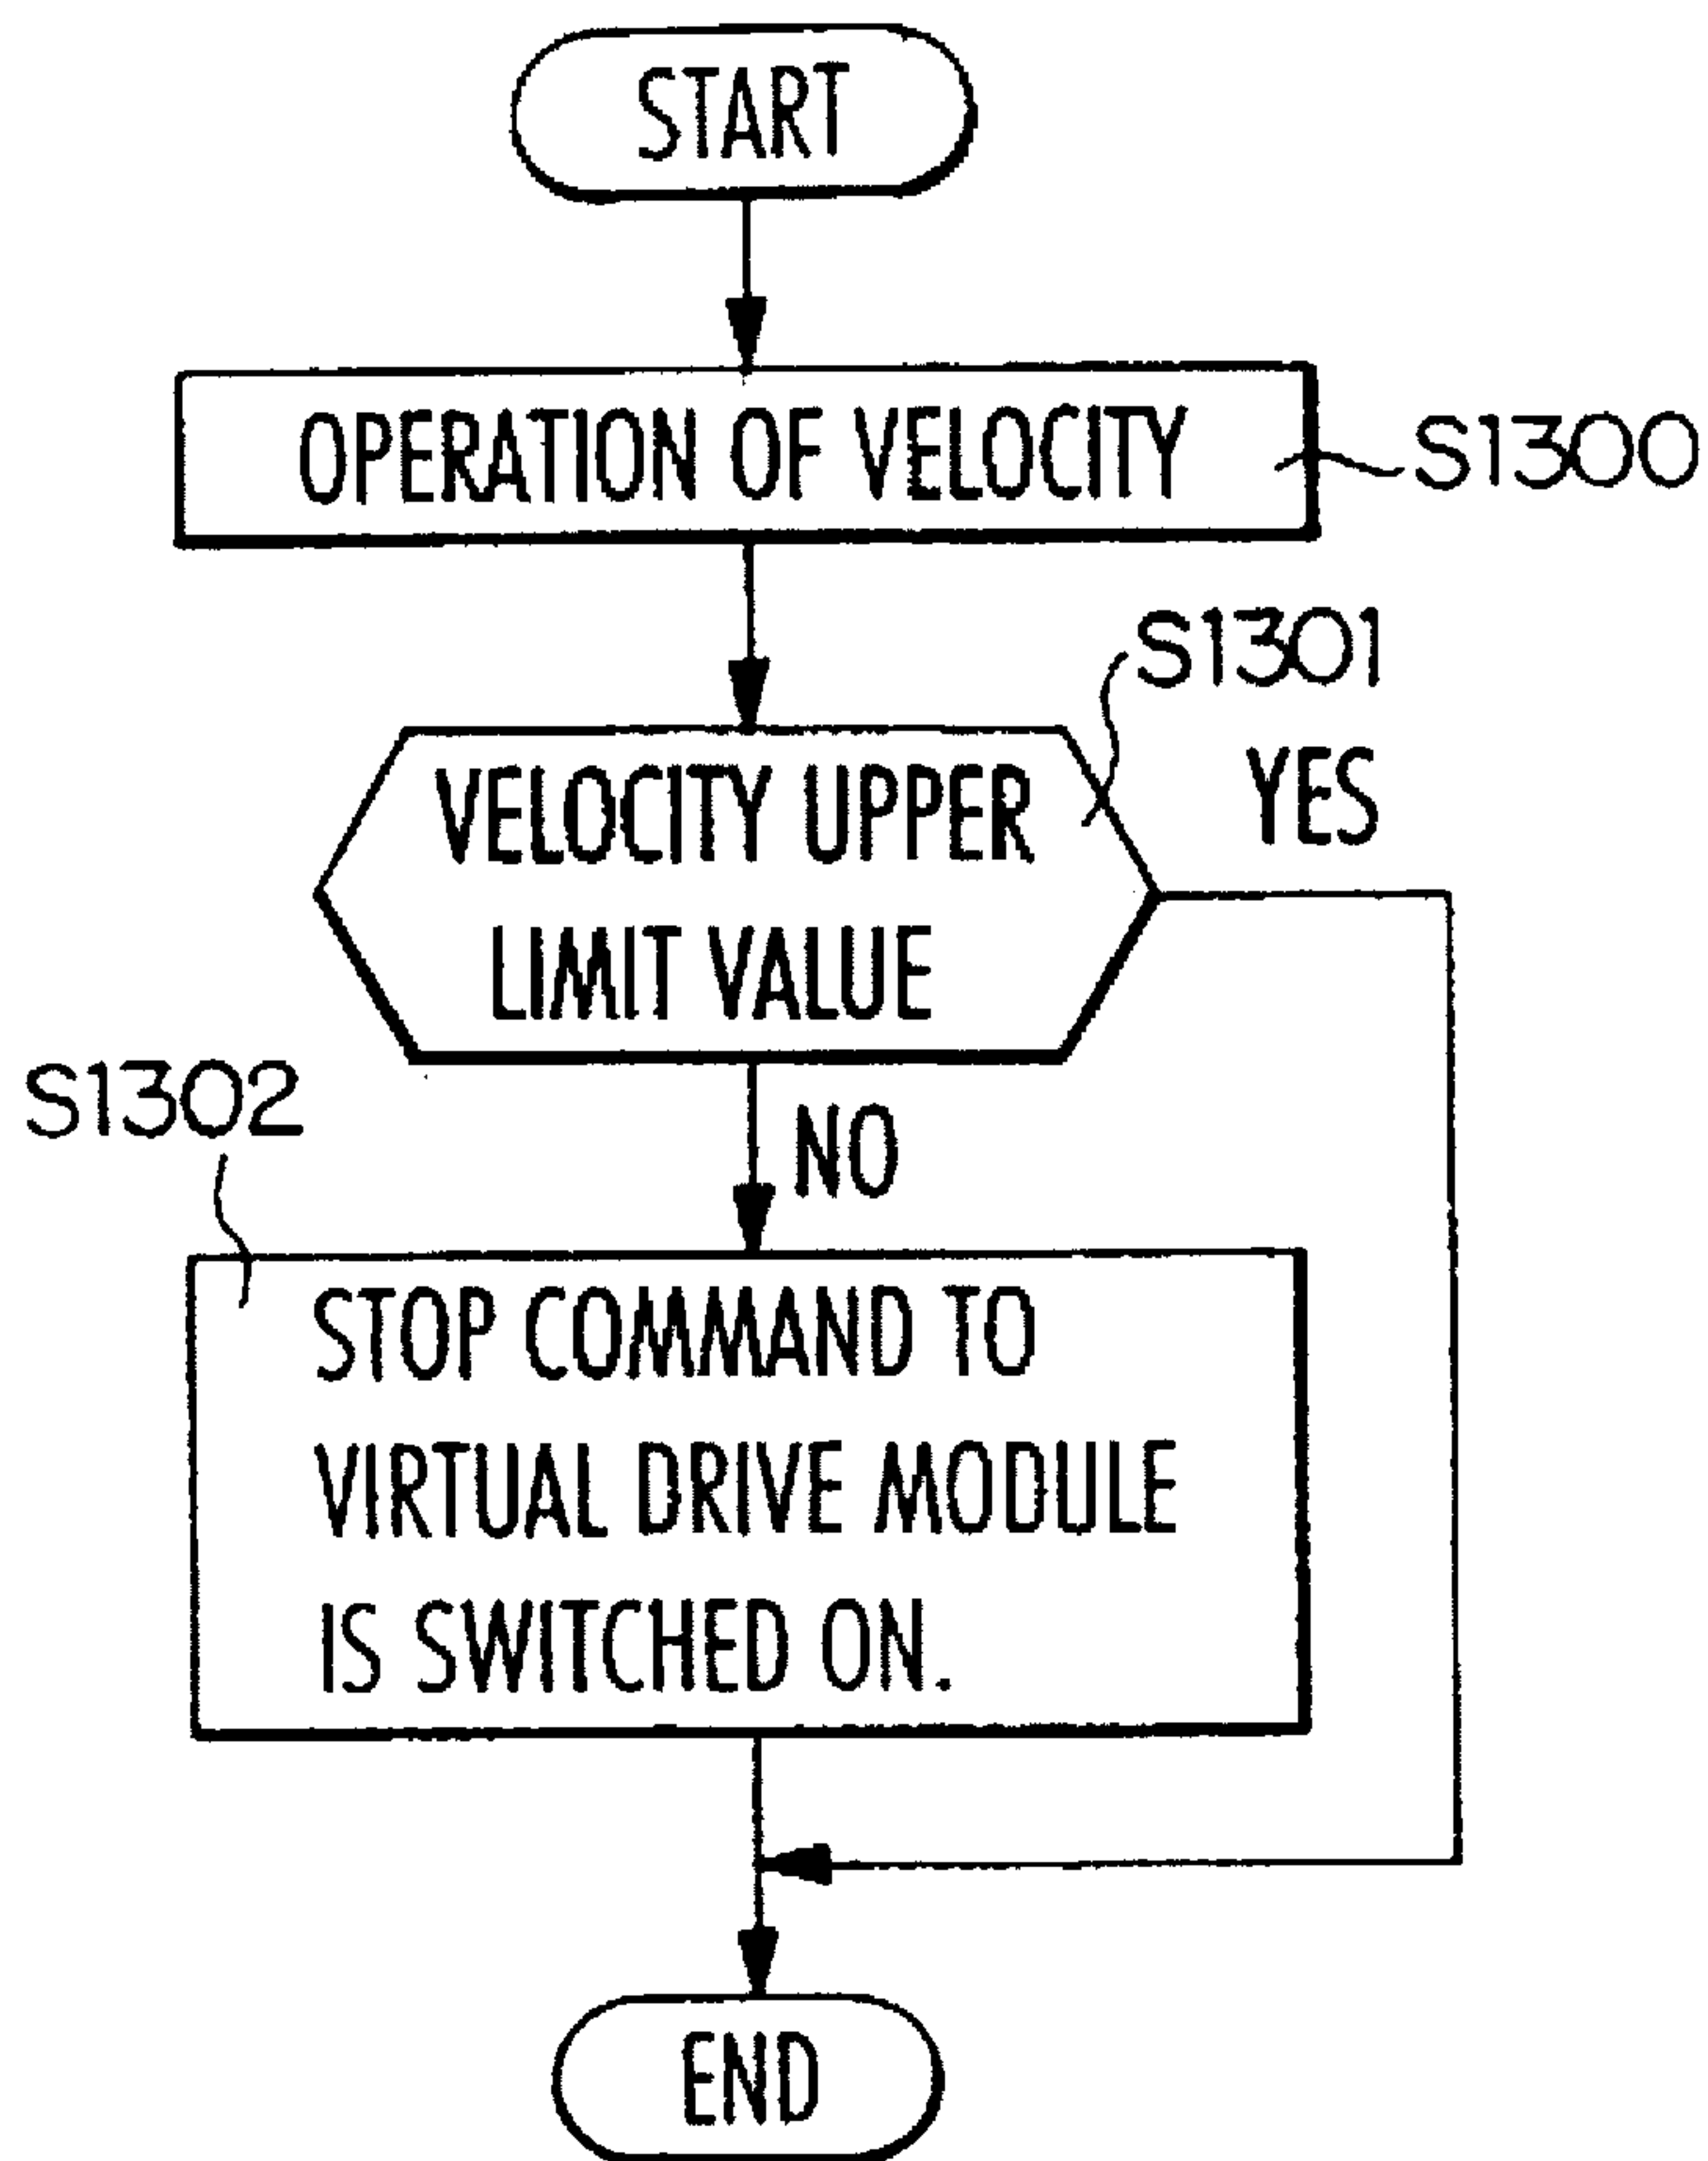 START
OPERATION OF VELOCITY
S1300
S1301
VELOCITY UPPER
LIMIT VALUE
YES
NO
S1302
STOP COMMAND TO
VIRTUAL DRIVE MODULE
IS SWITCHED ON.
END